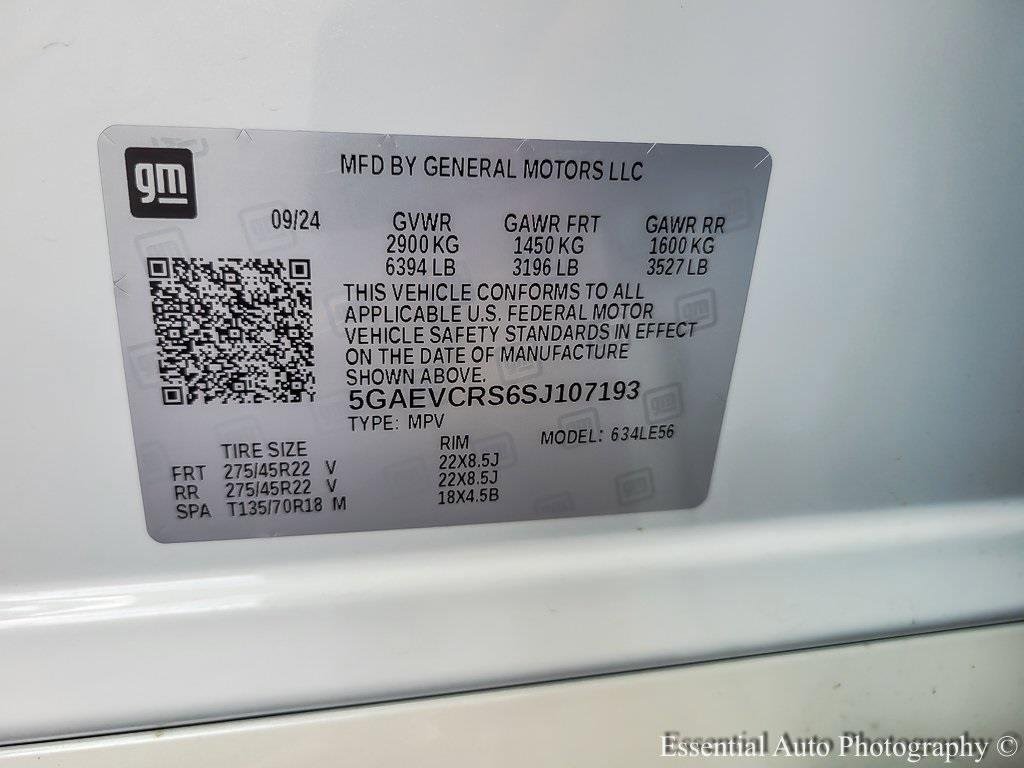 gm
MFD BY GENERAL MOTORS LLC
09/24 GVWR GAWR FRT GAWR RR
2900 KG 1450 KG 1600 KG
6394 LB 3196 LB 3527 LB
THIS VEHICLE CONFORMS TO ALL
APPLICABLE U.S. FEDERAL MOTOR
VEHICLE SAFETY STANDARDS IN EFFECT
ON THE DATE OF MANUFACTURE
SHOWN ABOVE.
5GAEVCRS6SJ107193
TYPE: MPV MODEL: 634LE56
TIRE SIZE RIM
FRT 275/45R22 V 22X8.5J
RR 275/45R22 V 22X8.5J
SPA T135/70R18 M 18X4.5B
Essential Auto Photography ©